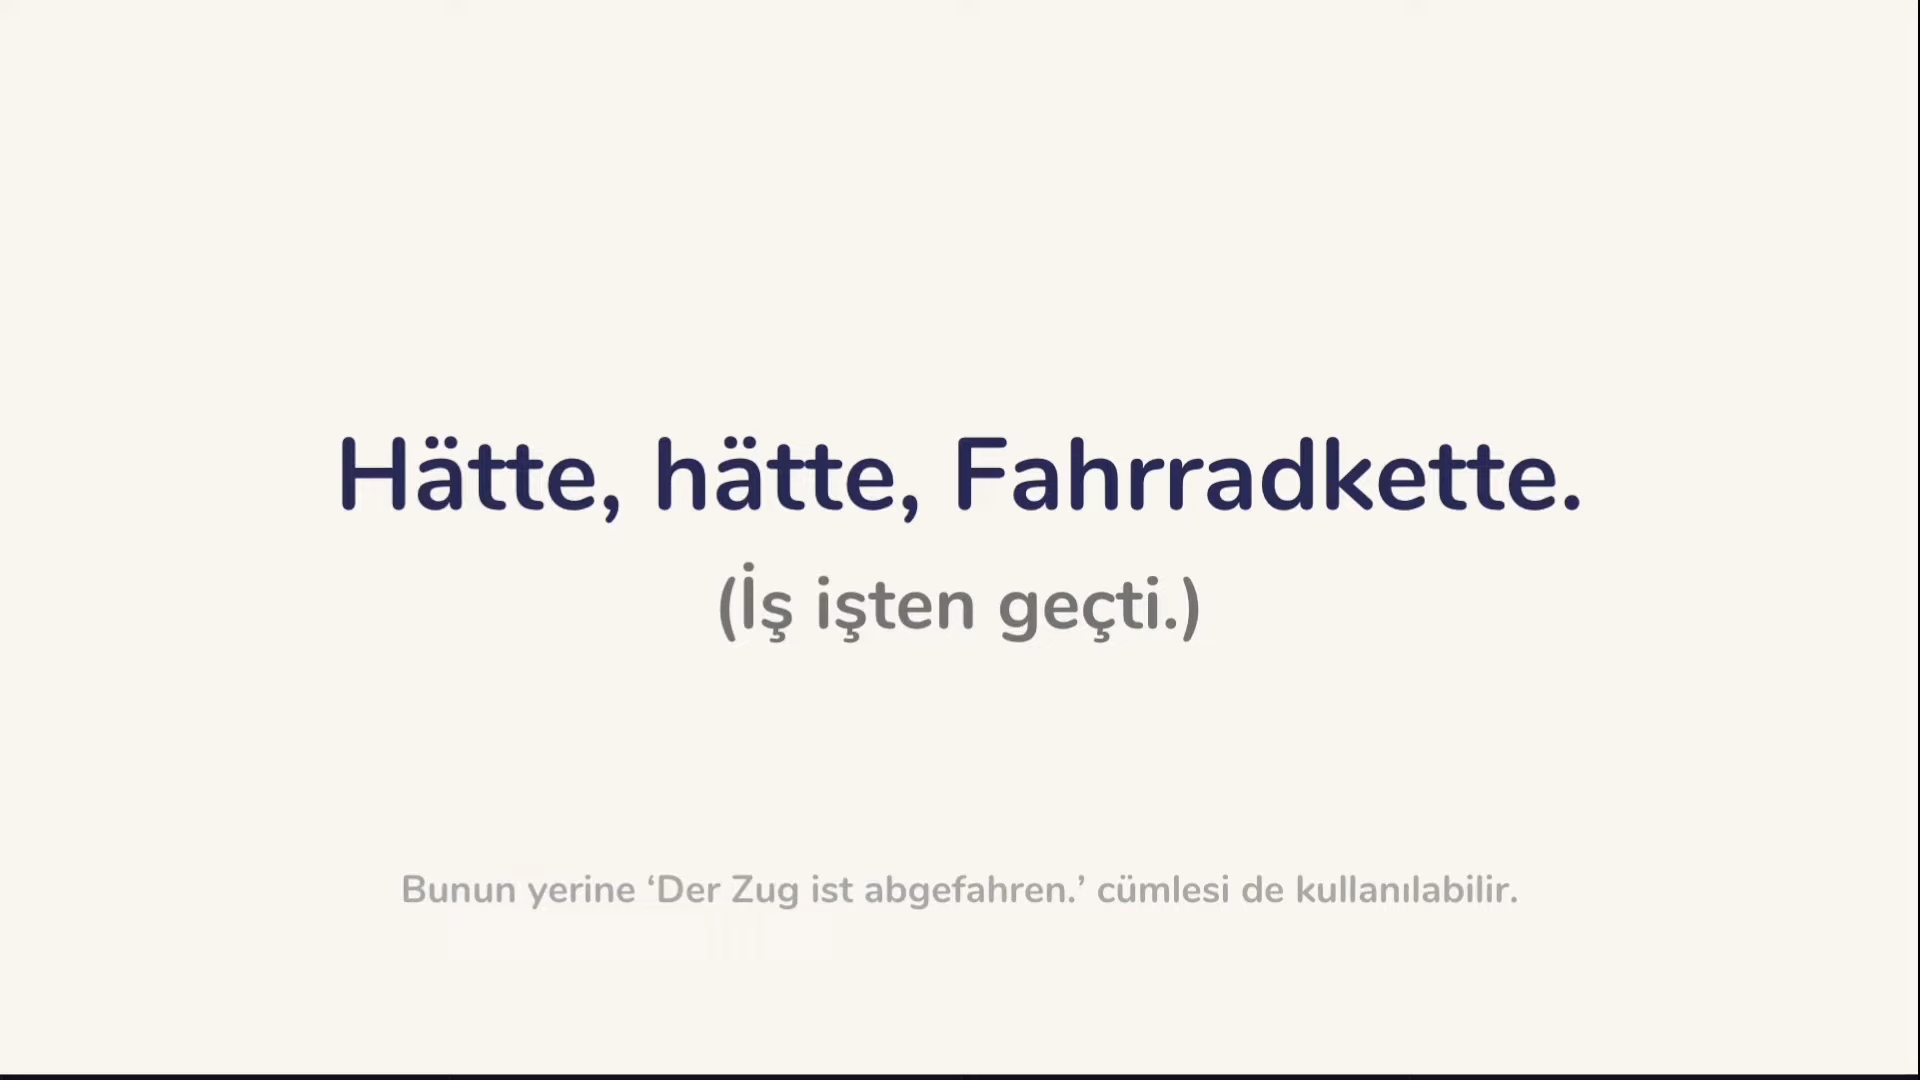 Hätte, hätte, Fahrradkette.
(İş işten geçti.)
Bunun yerine ‘Der Zug ist abgefahren.’ cümlesi de kullanılabilir.